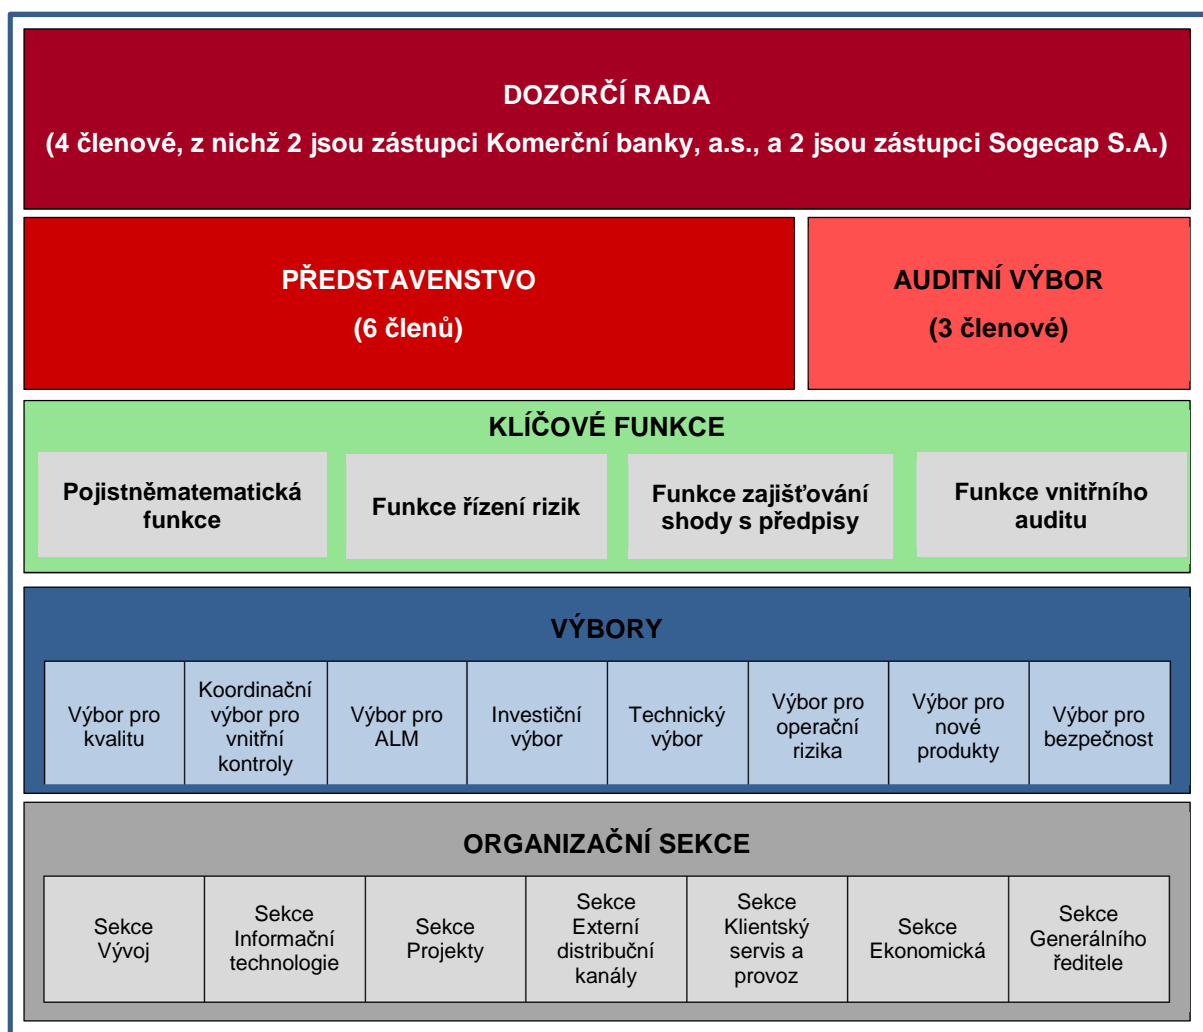 DOZORČÍ RADA
(4 členové, z nichž 2 jsou zástupci Komerční banky, a.s., a 2 jsou zástupci Sogecap S.A.)
PŘEDSTAVENSTVO
(6 členů)
AUDITNÍ VÝBOR
(3 členové)
KLÍČOVÉ FUNKCE
Pojistněmatematická
funkce
Funkce řízení rizik
Funkce zajišťování
shody s předpisy
Funkce vnitřního
auditu
VÝBORY
Výbor pro
kvalitu
Koordinační
výbor pro
vnitřní
kontroly
Výbor pro
ALM
Investiční
výbor
Technický
výbor
Výbor pro
operační
rizika
Výbor pro
nové
produkty
Výbor pro
bezpečnost
ORGANIZAČNÍ SEKCE
Sekce
Vývoj
Sekce
Informační
technologie
Sekce
Projekty
Sekce
Externí
distribuční
kanály
Sekce
Klientský
servis a
provoz
Sekce
Ekonomická
Sekce
Generálního
ředitele